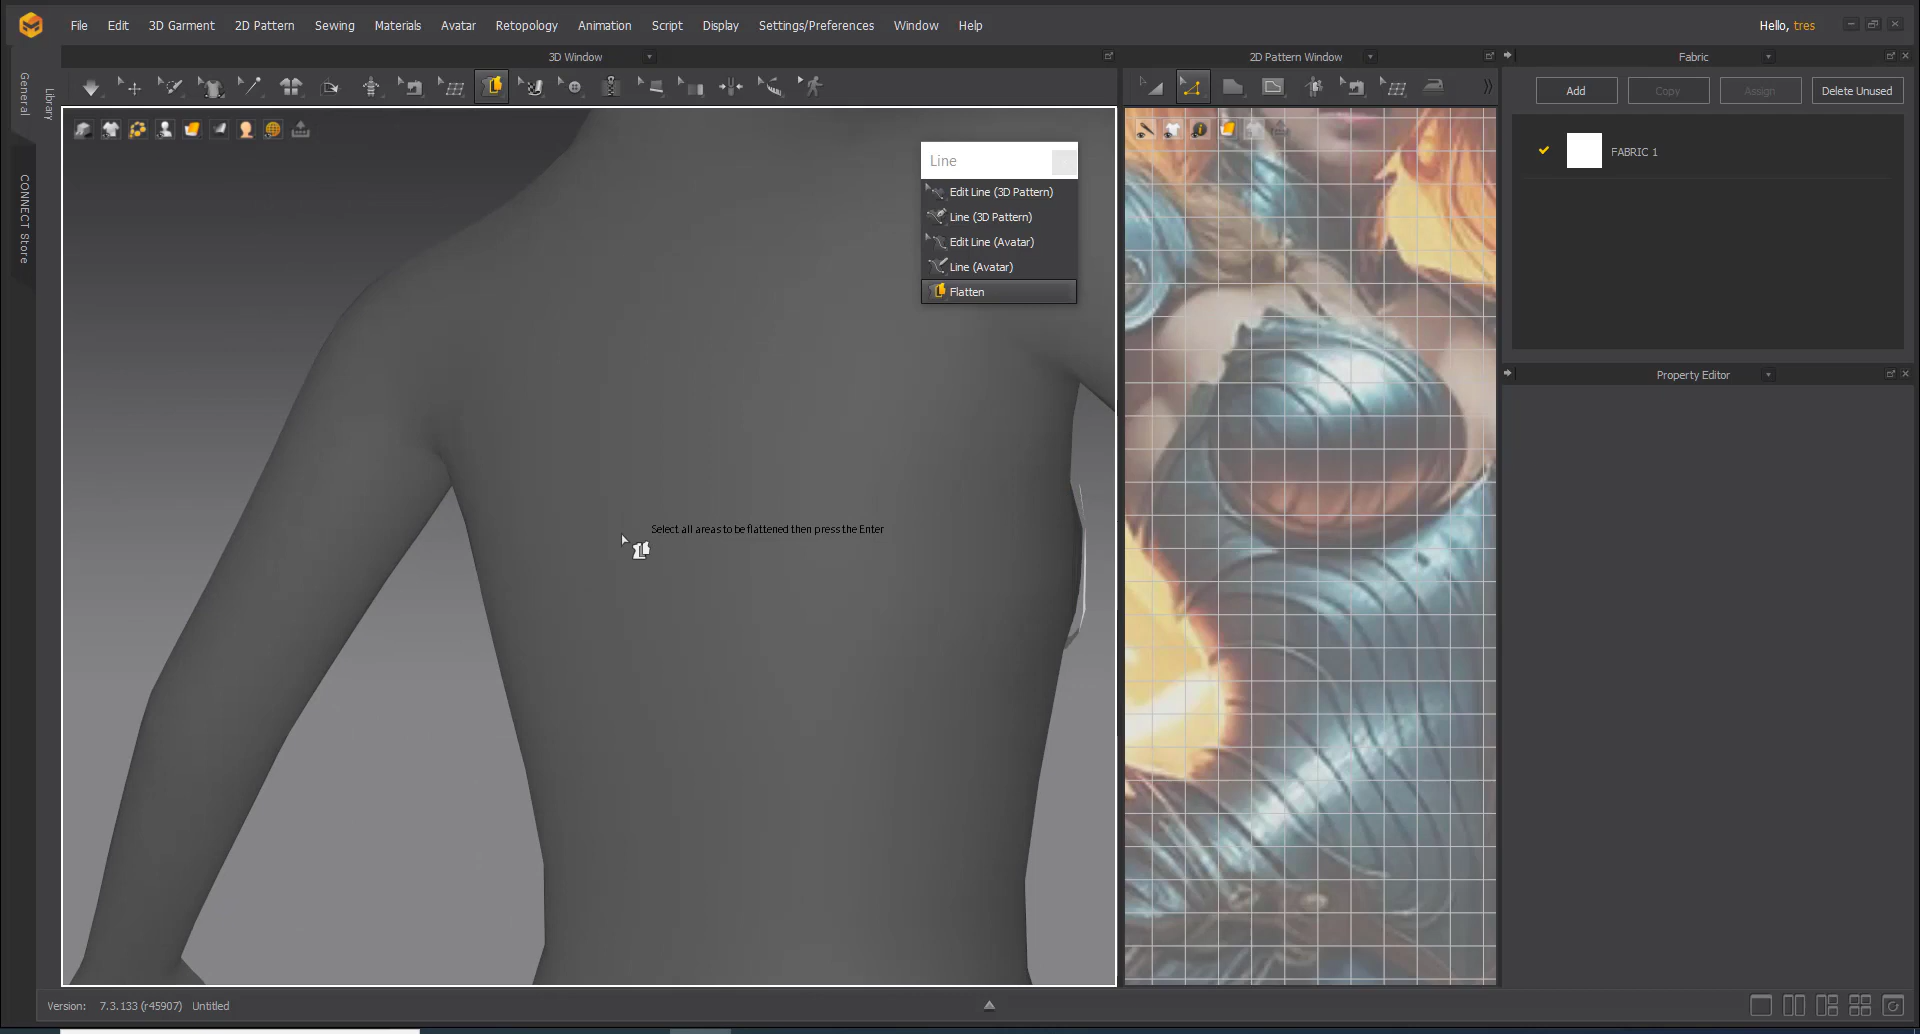 File Edit 3D Garment 2D Pattern Sewing Materials Avatar Retopology Animation Script Display Settings/Preferences Window Help
Hello, tres
3D Window
2D Pattern Window
Fabric
General
Library
CONNECT Store
Add
Copy
Assign
Delete Unused
FABRIC 1
Line
Edit Line (3D Pattern)
Line (3D Pattern)
Edit Line (Avatar)
Line (Avatar)
Flatten
Property Editor
Select all areas to be flattened then press the Enter
Version: 7.3.133 (r45907) Untitled